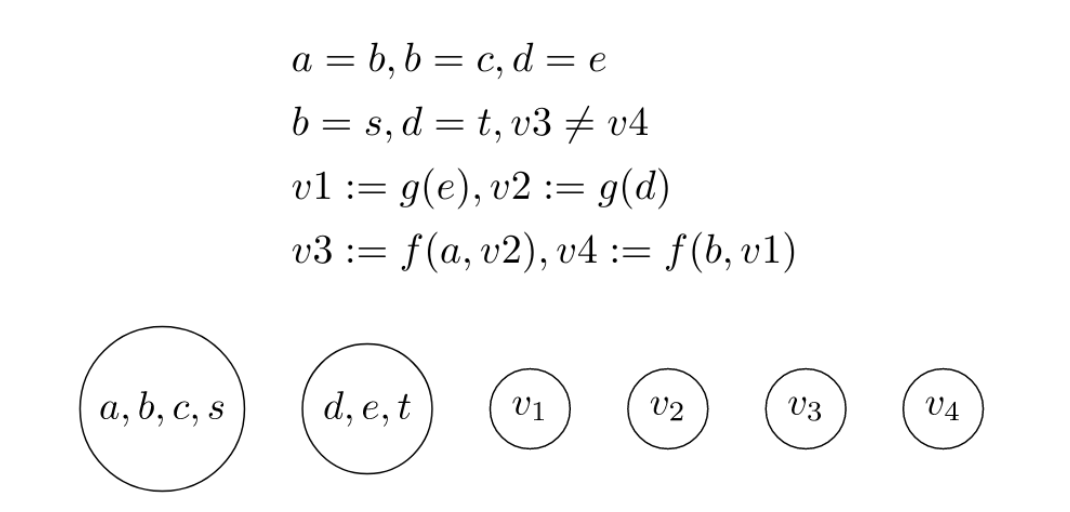 a = b, b = c, d = e
b = s, d = t, v3 ≠ v4
v1 := g(e), v2 := g(d)
v3 := f(a, v2), v4 := f(b, v1)
a, b, c, s d, e, t v₁ v₂ v₃ v₄